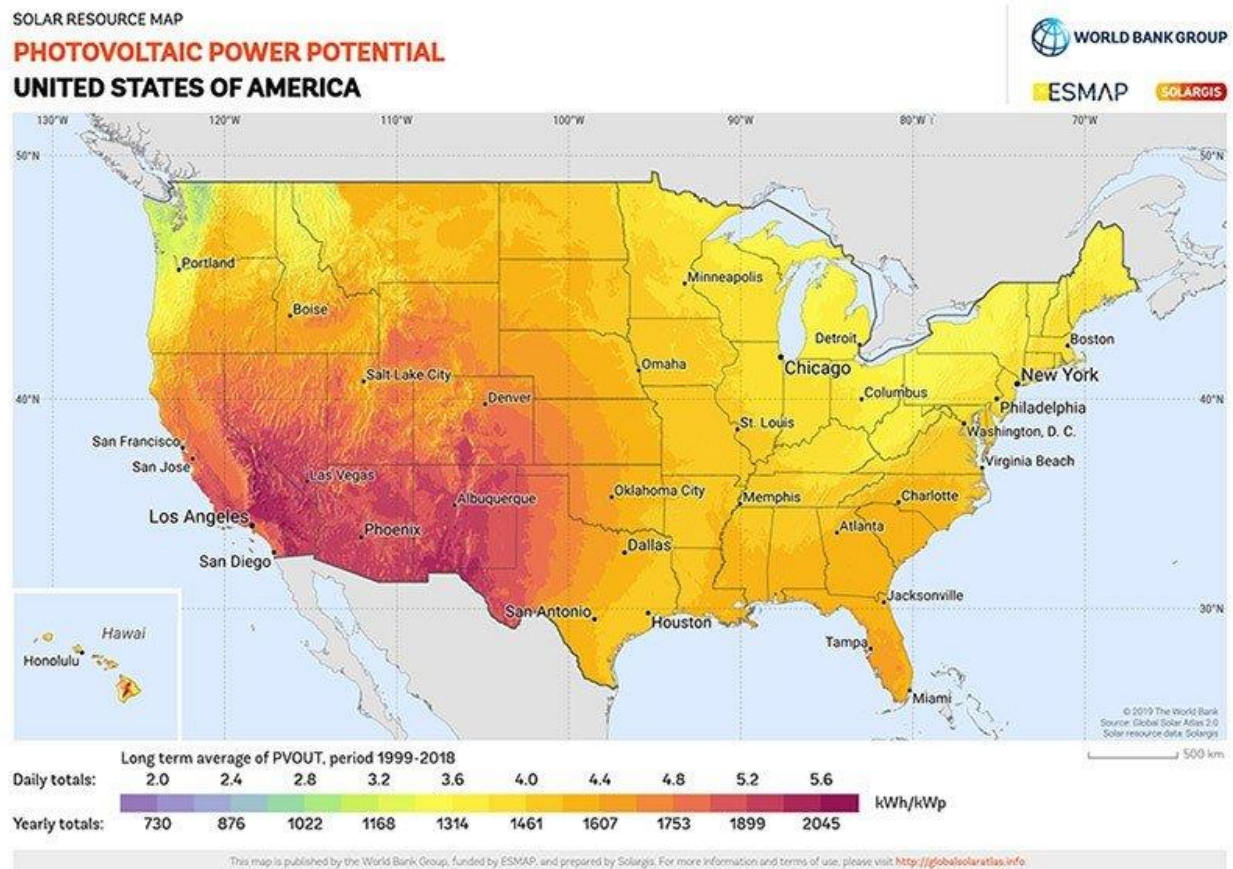 SOLAR RESOURCE MAP
PHOTOVOLTAIC POWER POTENTIAL
UNITED STATES OF AMERICA
WORLD BANK GROUP
ESMAP
SOLARGIS
130°W 120°W 110°W 100°W 90°W 80°W 70°W
50°N 50°N
Portland
Minneapolis
Boise
Detroit
Boston
Chicago
Omaha
Salt Lake City
New York
Columbus
Denver
40°N 40°N
Philadelphia
St. Louis
Washington, D. C.
San Francisco
San Jose
Virginia Beach
Las Vegas
Oklahoma City
Memphis
Charlotte
Albuquerque
Los Angeles
Phoenix
Atlanta
Dallas
San Diego
Jacksonville
San Antonio
30°N
Houston
Hawai
Tampa
Honolulu
Miami
© 2019 The World Bank
Source: Global Solar Atlas 2.0
Solar resource data: Solargis
500 km
Long term average of PVOUT, period 1999-2018
Daily totals: 2.0 2.4 2.8 3.2 3.6 4.0 4.4 4.8 5.2 5.6
kWh/kWp
Yearly totals: 730 876 1022 1168 1314 1461 1607 1753 1899 2045
This map is published by the World Bank Group, funded by ESMAP, and prepared by Solargis. For more information and terms of use, please visit http://globalsolaratlas.info.